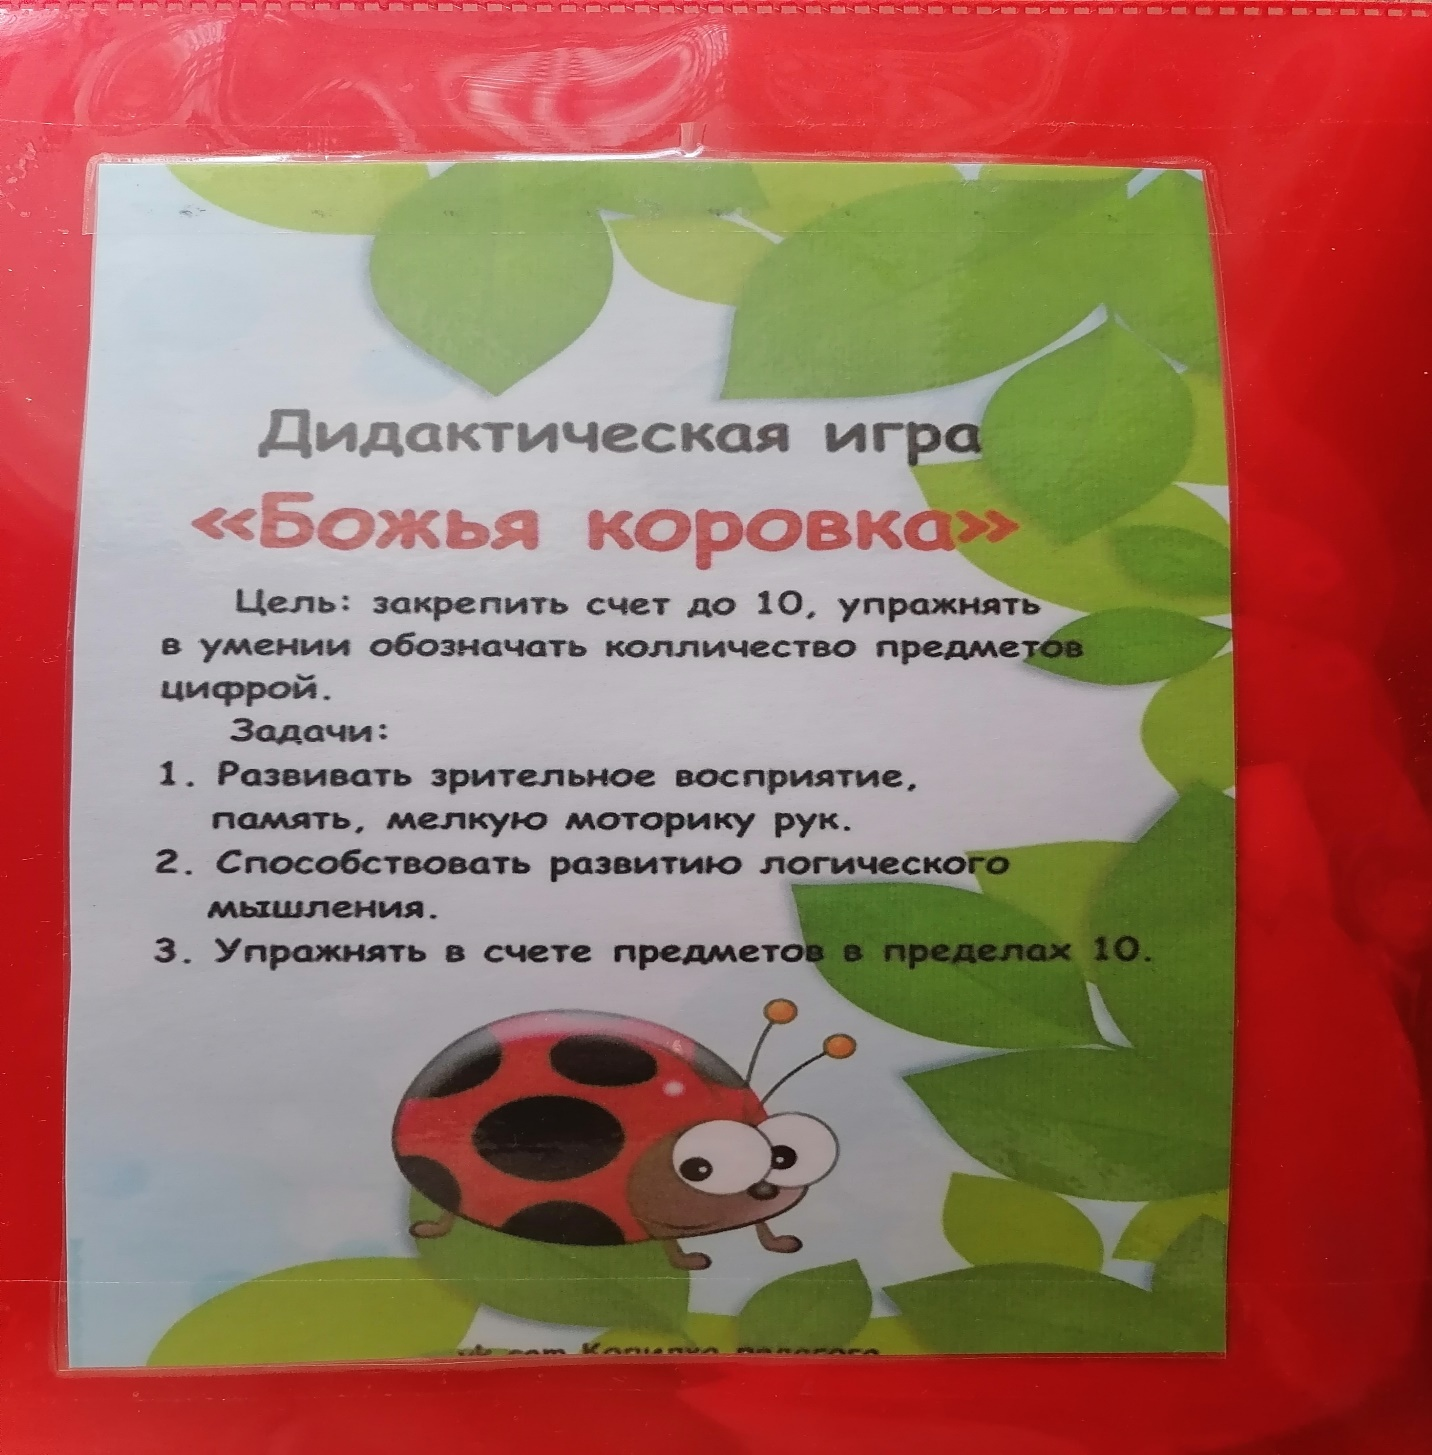 Дидактическая игра
«Божья коровка»
Цель: закрепить счет до 10, упражнять
в умении обозначать колличество предметов
цифрой.
Задачи:
1. Развивать зрительное восприятие,
память, мелкую моторику рук.
2. Способствовать развитию логического
мышления.
3. Упражнять в счете предметов в пределах 10.